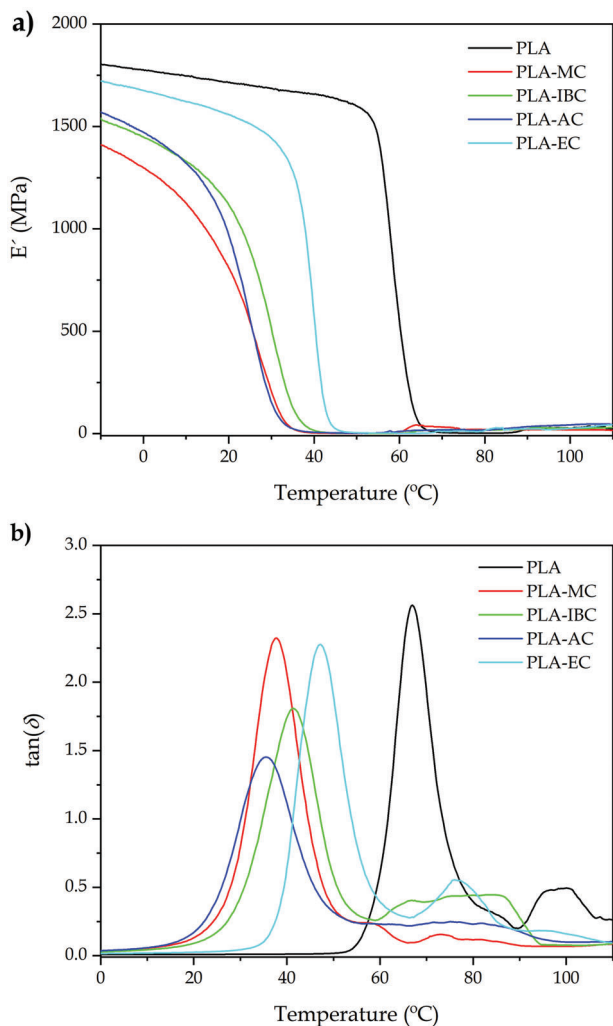 a)
2000
1500
1000
500
0
E´ (MPa)
PLA
PLA-MC
PLA-IBC
PLA-AC
PLA-EC
0 20 40 60 80 100
Temperature (ºC)
b)
3.0
2.5
2.0
1.5
1.0
0.5
0.0
tan(δ)
PLA
PLA-MC
PLA-IBC
PLA-AC
PLA-EC
0 20 40 60 80 100
Temperature (ºC)